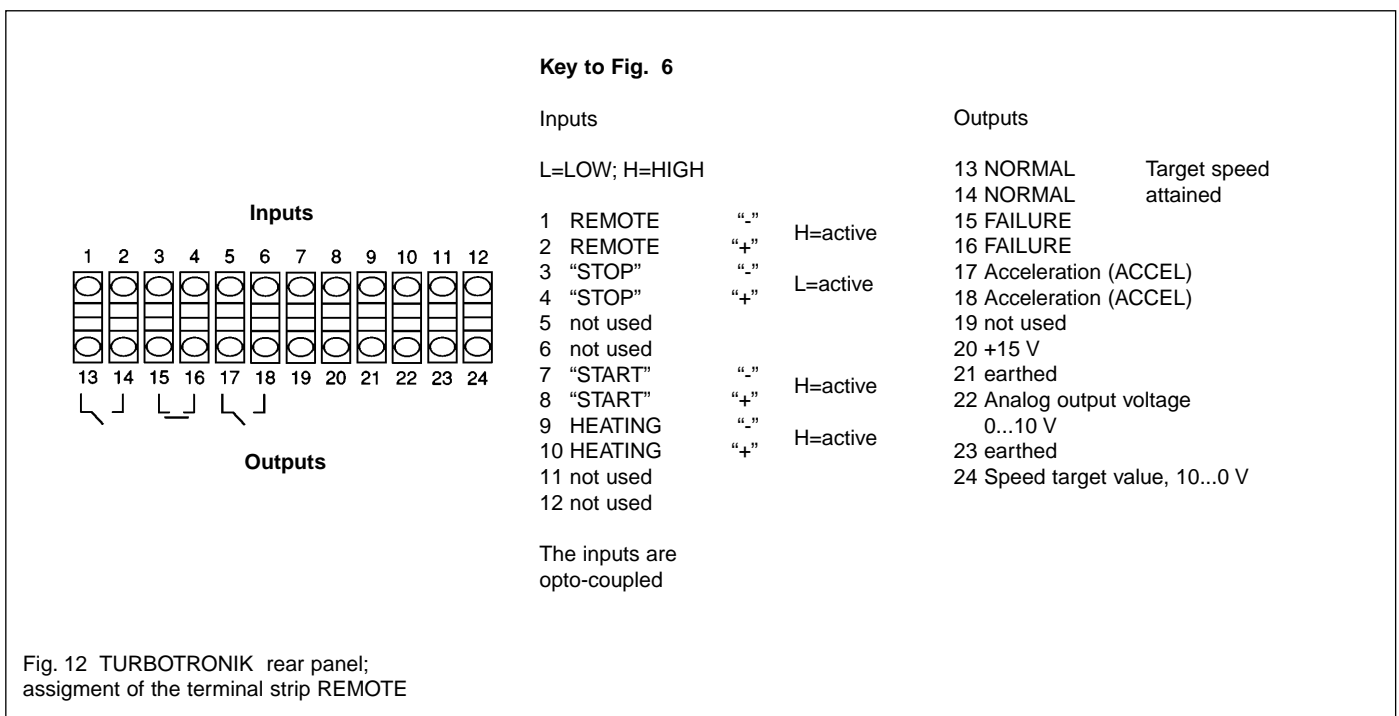 Key to Fig. 6
Inputs
L=LOW; H=HIGH
1 REMOTE “-”
H=active
2 REMOTE “+”
3 “STOP” “-”
L=active
4 “STOP” “+”
5 not used
6 not used
7 “START” “-”
H=active
8 “START” “+”
9 HEATING “-”
H=active
10 HEATING “+”
11 not used
12 not used
The inputs are
opto-coupled
Outputs
13 NORMAL Target speed
14 NORMAL attained
15 FAILURE
16 FAILURE
17 Acceleration (ACCEL)
18 Acceleration (ACCEL)
19 not used
20 +15 V
21 earthed
22 Analog output voltage
0...10 V
23 earthed
24 Speed target value, 10...0 V
Inputs
1 2 3 4 5 6 7 8 9 10 11 12
13 14 15 16 17 18 19 20 21 22 23 24
Outputs
Fig. 12 TURBOTRONIK rear panel;
assigment of the terminal strip REMOTE